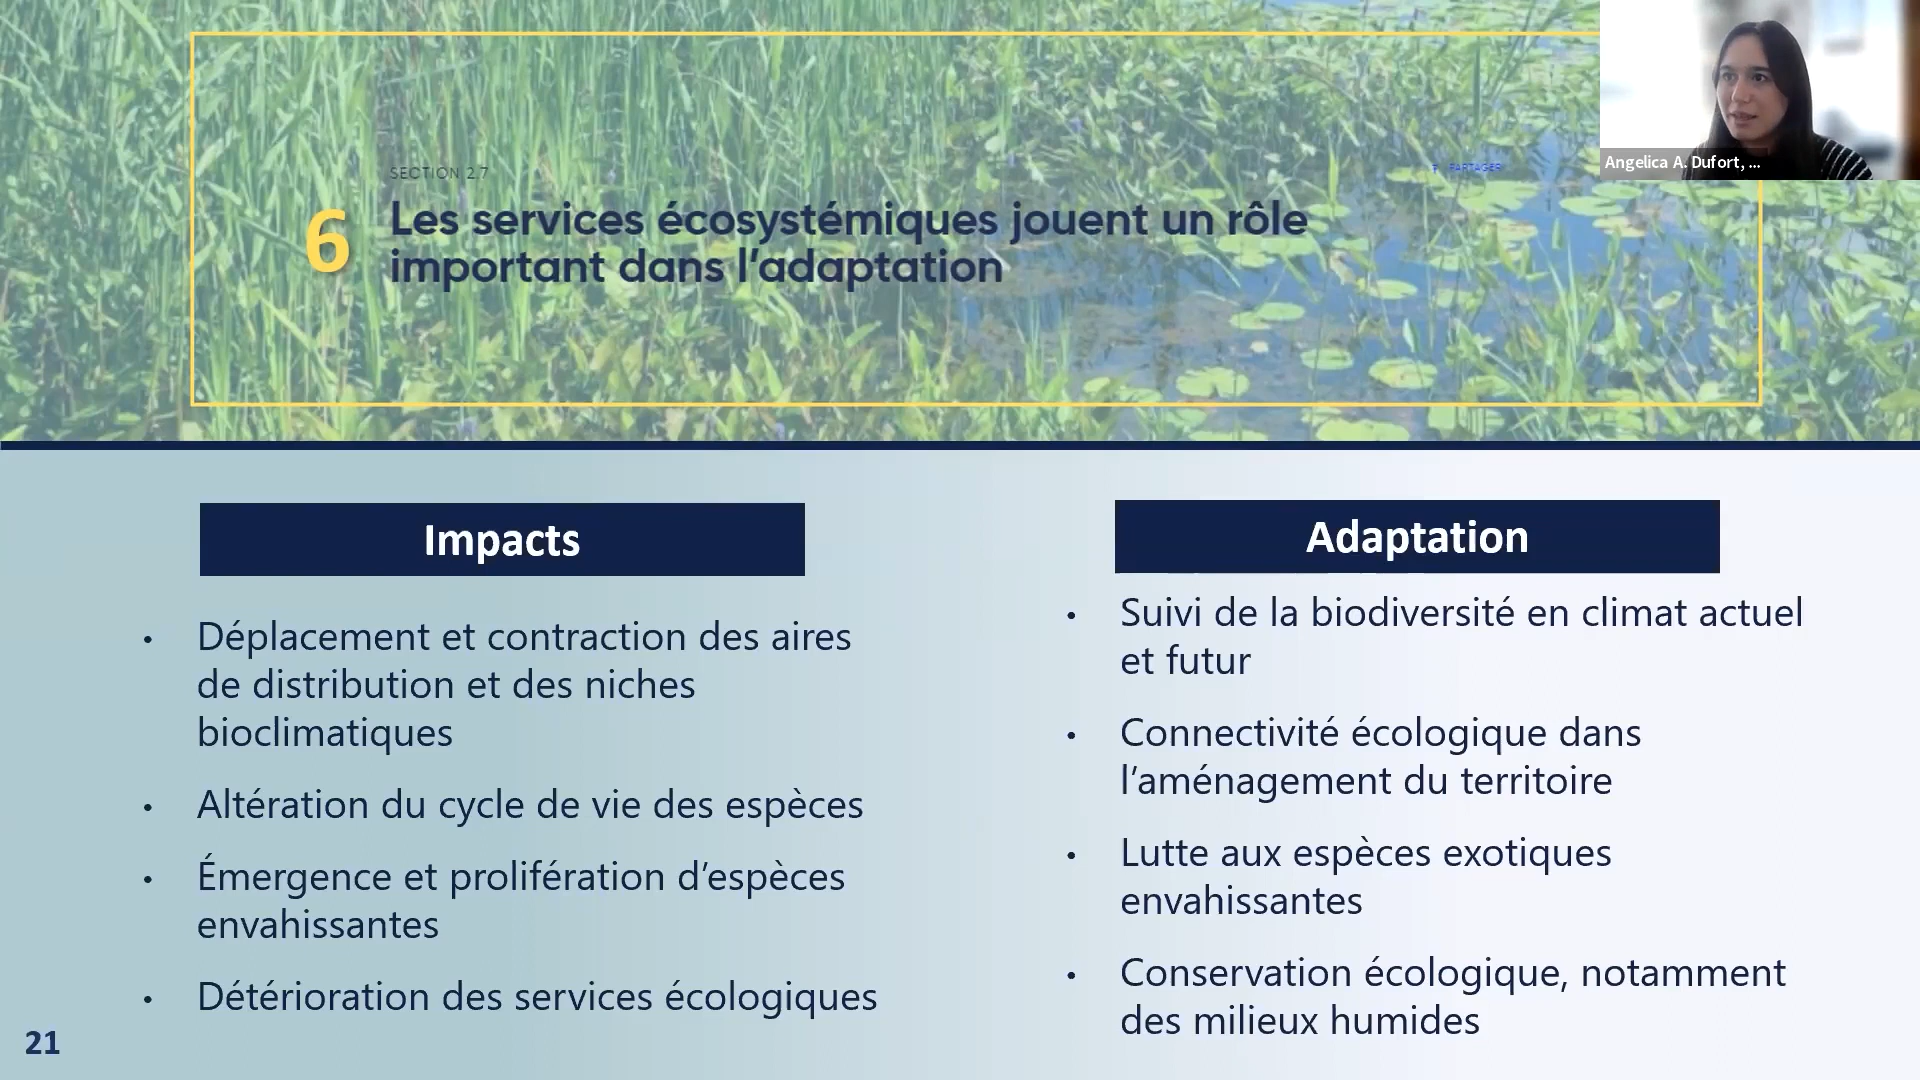 SECTION 2.7
PARTAGER
6
Les services écosystémiques jouent un rôle
important dans l’adaptation
Angelica A. Dufort, ...
Impacts
• Déplacement et contraction des aires
de distribution et des niches
bioclimatiques
• Altération du cycle de vie des espèces
• Émergence et prolifération d’espèces
envahissantes
• Détérioration des services écologiques
Adaptation
• Suivi de la biodiversité en climat actuel
et futur
• Connectivité écologique dans
l’aménagement du territoire
• Lutte aux espèces exotiques
envahissantes
• Conservation écologique, notamment
des milieux humides
21